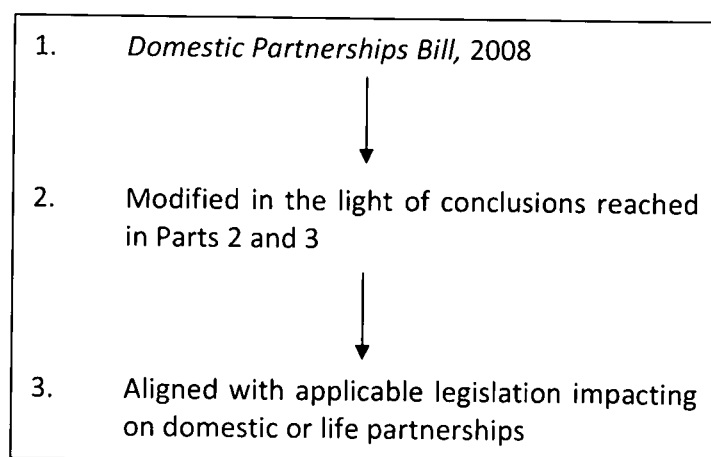 1. Domestic Partnerships Bill, 2008
2. Modified in the light of conclusions reached
in Parts 2 and 3
3. Aligned with applicable legislation impacting
on domestic or life partnerships